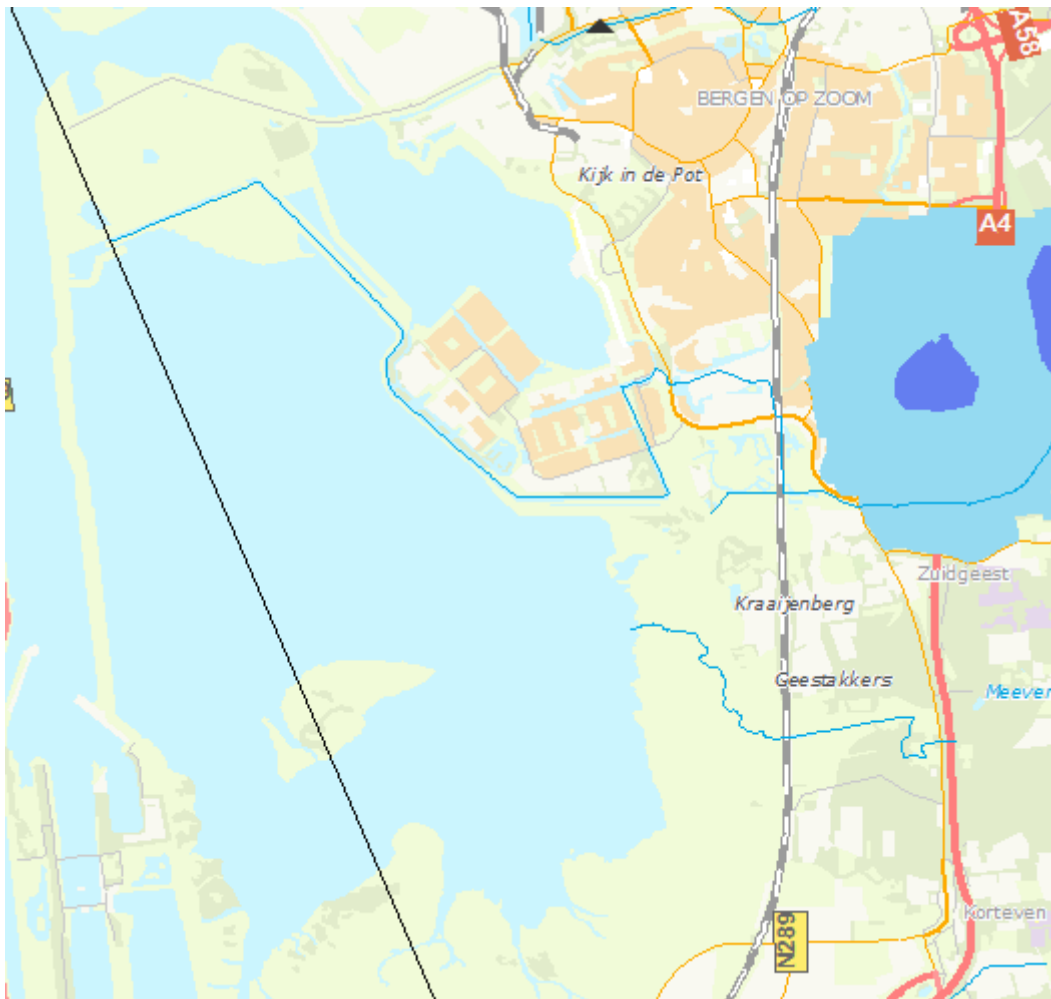 A58
BERGEN OP ZOOM
Kijk in de Pot
A4
Zuidgeest
Kraaijenberg
Geestakkers
Meever
Korteven
N289